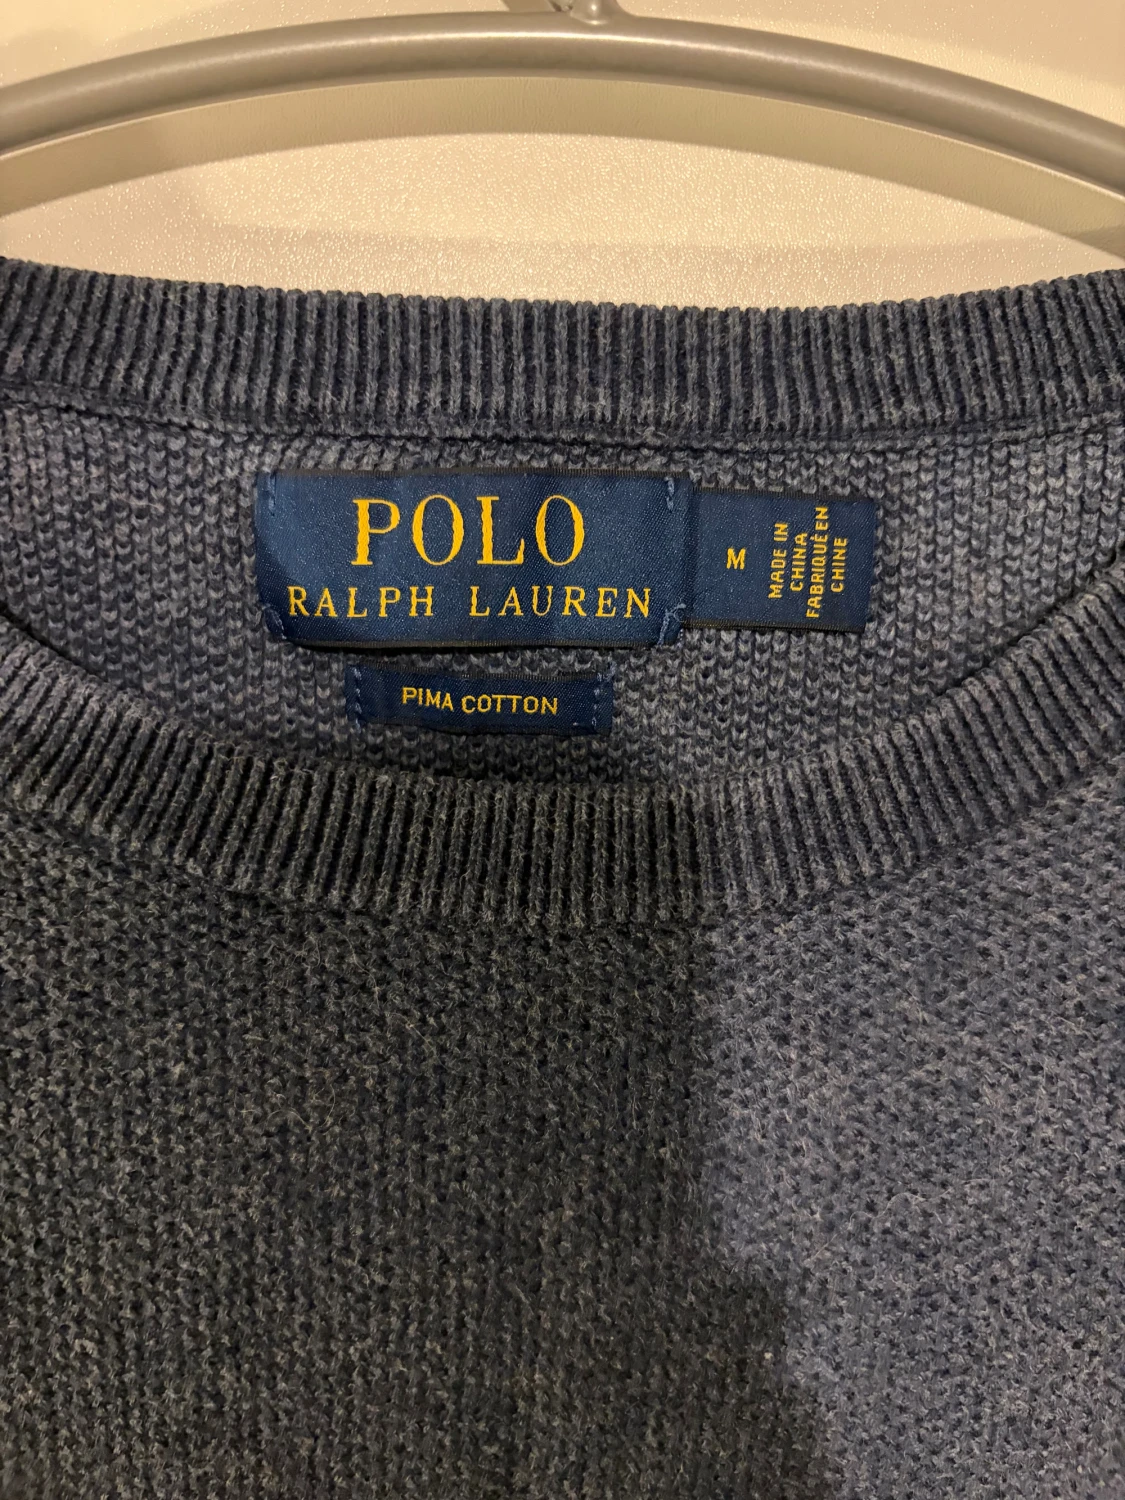 POLO
RALPH LAUREN
M
MADE IN
CHINA
FABRIQUÉ EN
CHINE
PIMA COTTON